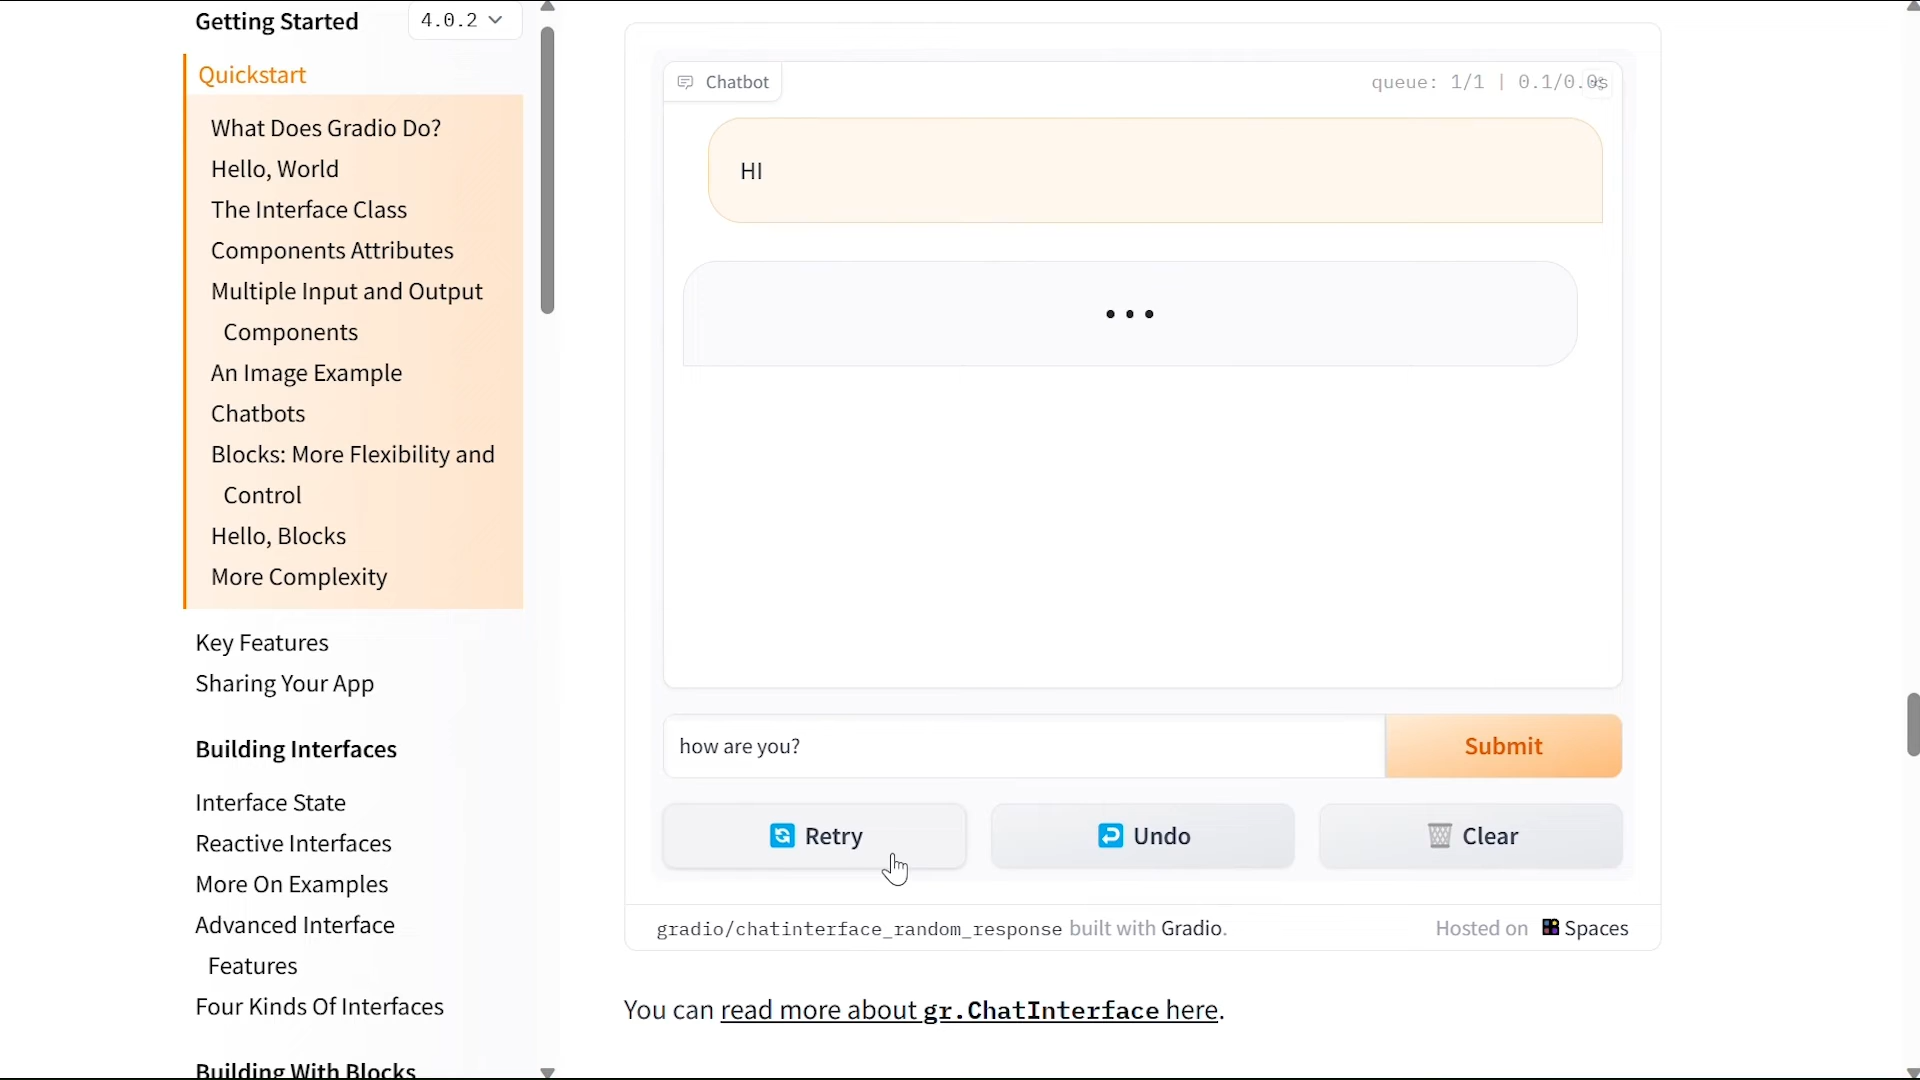 Getting Started
4.0.2
Quickstart
What Does Gradio Do?
Hello, World
The Interface Class
Components Attributes
Multiple Input and Output
Components
An Image Example
Chatbots
Blocks: More Flexibility and
Control
Hello, Blocks
More Complexity
Key Features
Sharing Your App
Building Interfaces
Interface State
Reactive Interfaces
More On Examples
Advanced Interface
Features
Four Kinds Of Interfaces
Building With Blocks
Chatbot
queue: 1/1 | 0.1/0.0s
HI
how are you?
Submit
Retry
Undo
Clear
gradio/chatinterface_random_response built with Gradio.
Hosted on Spaces
You can read more about gr.ChatInterface here.